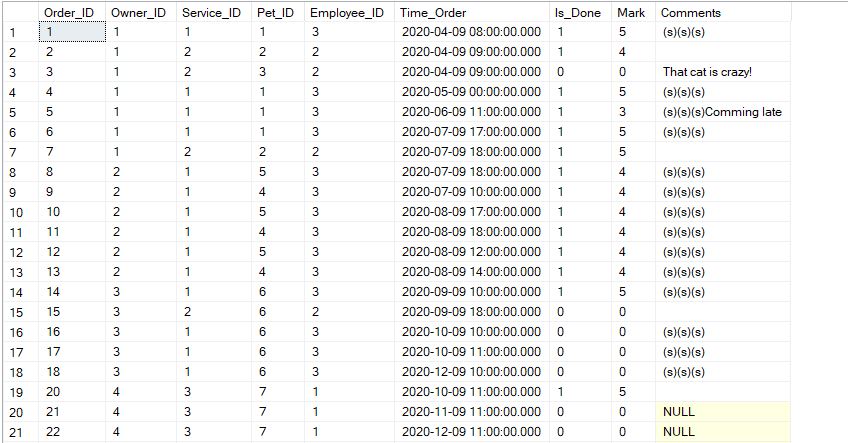 Order_ID Owner_ID Service_ID Pet_ID Employee_ID Time_Order Is_Done Mark Comments
1 1 1 1 1 3 2020-04-09 08:00:00.000 1 5 (s)(s)(s)
2 2 1 2 2 2 2020-04-09 09:00:00.000 1 4
3 3 1 2 3 2 2020-04-09 09:00:00.000 0 0 That cat is crazy!
4 4 1 1 1 3 2020-05-09 00:00:00.000 1 5 (s)(s)(s)
5 5 1 1 1 3 2020-06-09 11:00:00.000 1 3 (s)(s)(s)Comming late
6 6 1 1 1 3 2020-07-09 17:00:00.000 1 5 (s)(s)(s)
7 7 1 2 2 2 2020-07-09 18:00:00.000 1 5
8 8 2 1 5 3 2020-07-09 18:00:00.000 1 4 (s)(s)(s)
9 9 2 1 4 3 2020-07-09 10:00:00.000 1 4 (s)(s)(s)
10 10 2 1 5 3 2020-08-09 17:00:00.000 1 4 (s)(s)(s)
11 11 2 1 4 3 2020-08-09 18:00:00.000 1 4 (s)(s)(s)
12 12 2 1 5 3 2020-08-09 12:00:00.000 1 4 (s)(s)(s)
13 13 2 1 4 3 2020-08-09 14:00:00.000 1 4 (s)(s)(s)
14 14 3 1 6 3 2020-09-09 10:00:00.000 1 5 (s)(s)(s)
15 15 3 2 6 2 2020-09-09 18:00:00.000 0 0
16 16 3 1 6 3 2020-10-09 10:00:00.000 0 0 (s)(s)(s)
17 17 3 1 6 3 2020-10-09 11:00:00.000 0 0 (s)(s)(s)
18 18 3 1 6 3 2020-12-09 10:00:00.000 0 0 (s)(s)(s)
19 20 4 3 7 1 2020-10-09 11:00:00.000 1 5
20 21 4 3 7 1 2020-11-09 11:00:00.000 0 0 NULL
21 22 4 3 7 1 2020-12-09 11:00:00.000 0 0 NULL